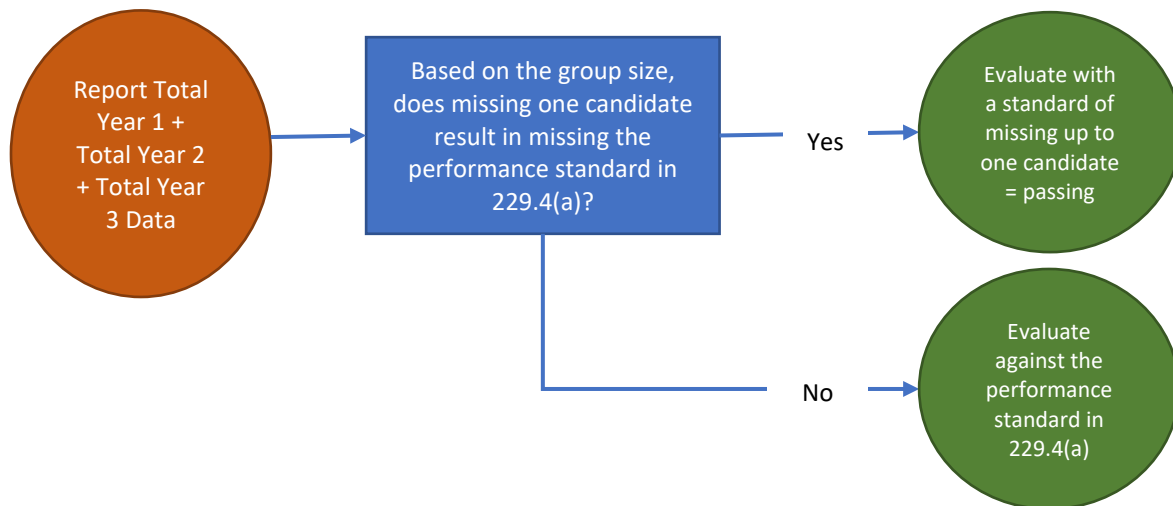 Report Total
Year 1 +
Total Year 2
+ Total Year
3 Data
Based on the group size,
does missing one candidate
result in missing the
performance standard in
229.4(a)?
Yes
Evaluate with
a standard of
missing up to
one candidate
= passing
No
Evaluate
against the
performance
standard in
229.4(a)